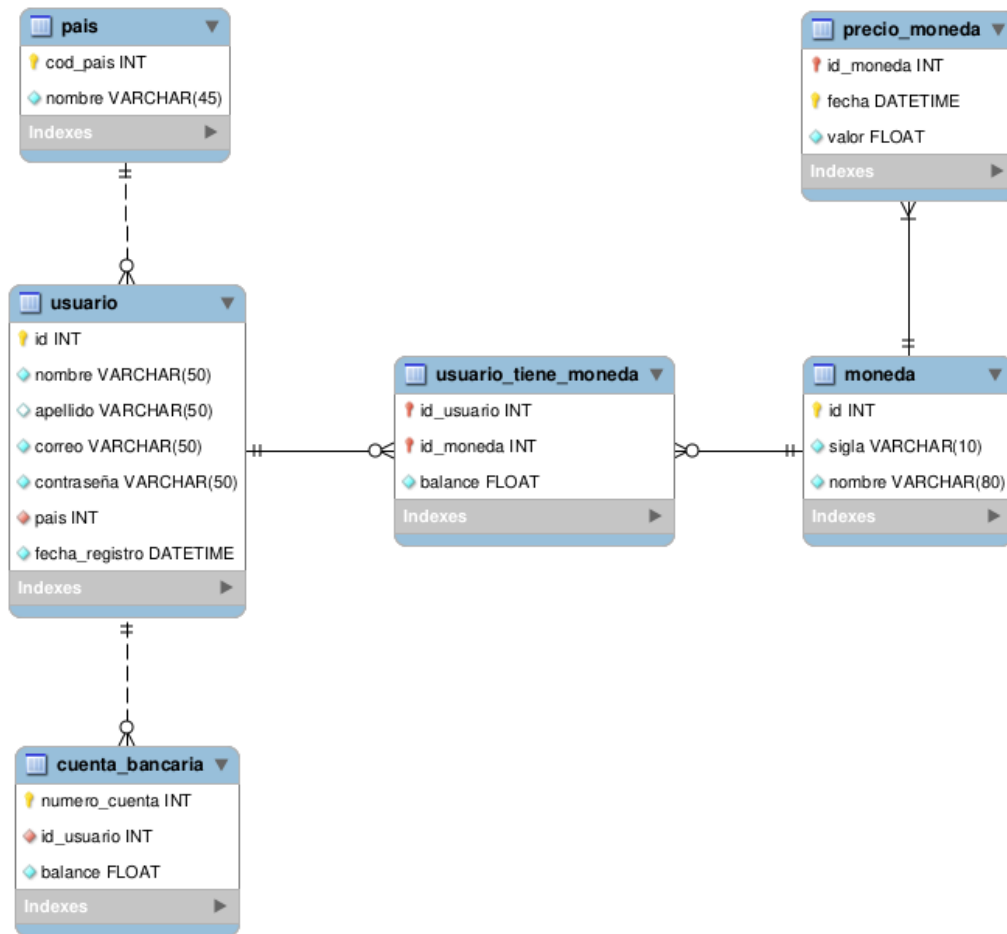 pais
cod_pais INT
nombre VARCHAR(45)
Indexes
precio_moneda
id_moneda INT
fecha DATETIME
valor FLOAT
Indexes
usuario
id INT
nombre VARCHAR(50)
apellido VARCHAR(50)
correo VARCHAR(50)
contraseña VARCHAR(50)
pais INT
fecha_registro DATETIME
Indexes
usuario_tiene_moneda
id_usuario INT
id_moneda INT
balance FLOAT
Indexes
moneda
id INT
sigla VARCHAR(10)
nombre VARCHAR(80)
Indexes
cuenta_bancaria
numero_cuenta INT
id_usuario INT
balance FLOAT
Indexes